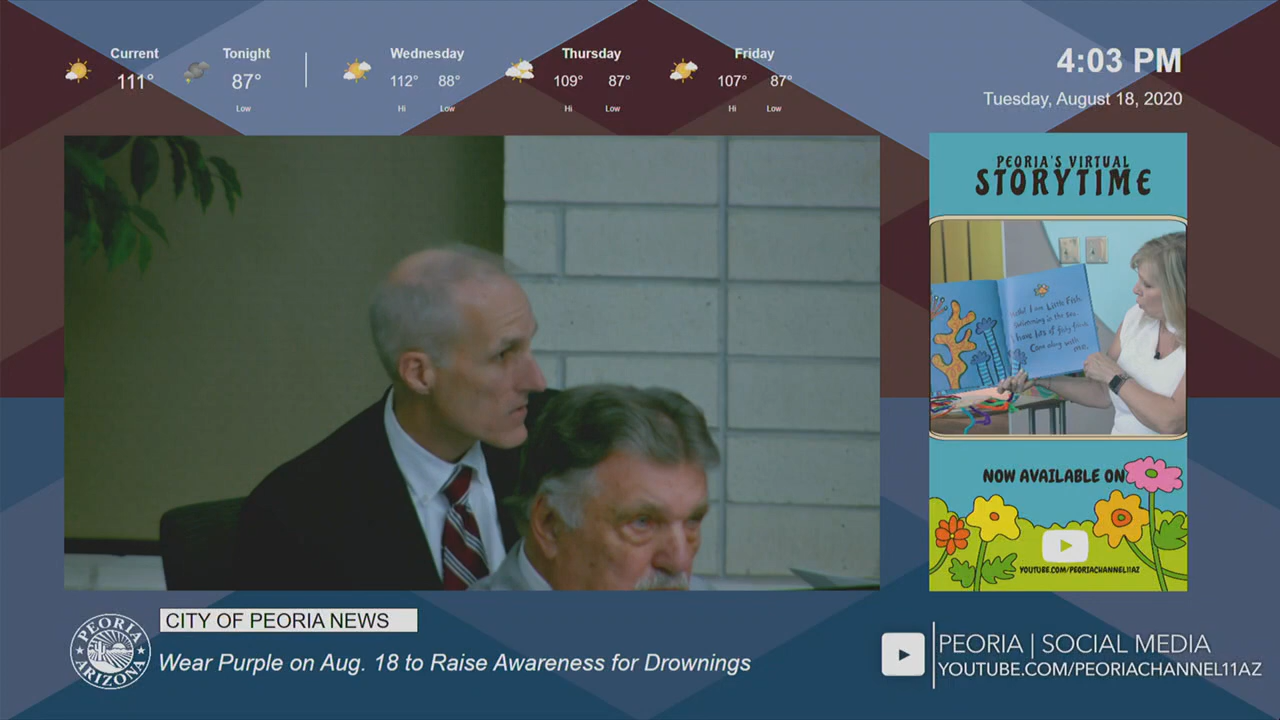 Current
Tonight
Wednesday
Thursday
Friday
111°
87°
112° 88°
109° 87°
107° 87°
Low
Hi Low
Hi Low
Hi Low
4:03 PM
Tuesday, August 18, 2020
PEORIA'S VIRTUAL
STORYTIME
Hello! I am Little Fish,
swimming in the sea.
I have lots of fishy friends.
Come along with
me.
NOW AVAILABLE ON
YOUTUBE.COM/PEORIACHANNEL11AZ
PEORIA
ARIZONA
CITY OF PEORIA NEWS
Wear Purple on Aug. 18 to Raise Awareness for Drownings
PEORIA | SOCIAL MEDIA
YOUTUBE.COM/PEORIACHANNEL11AZ